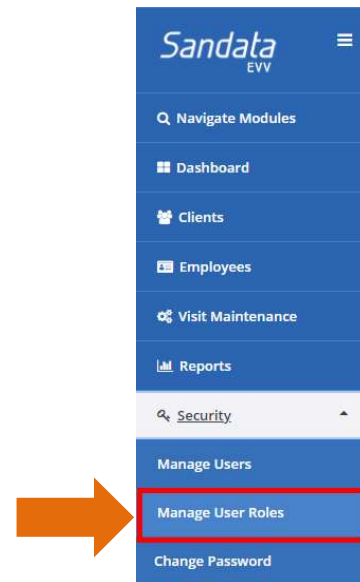 Sandata
EVV
Navigate Modules
Dashboard
Clients
Employees
Visit Maintenance
Reports
Security
Manage Users
Manage User Roles
Change Password